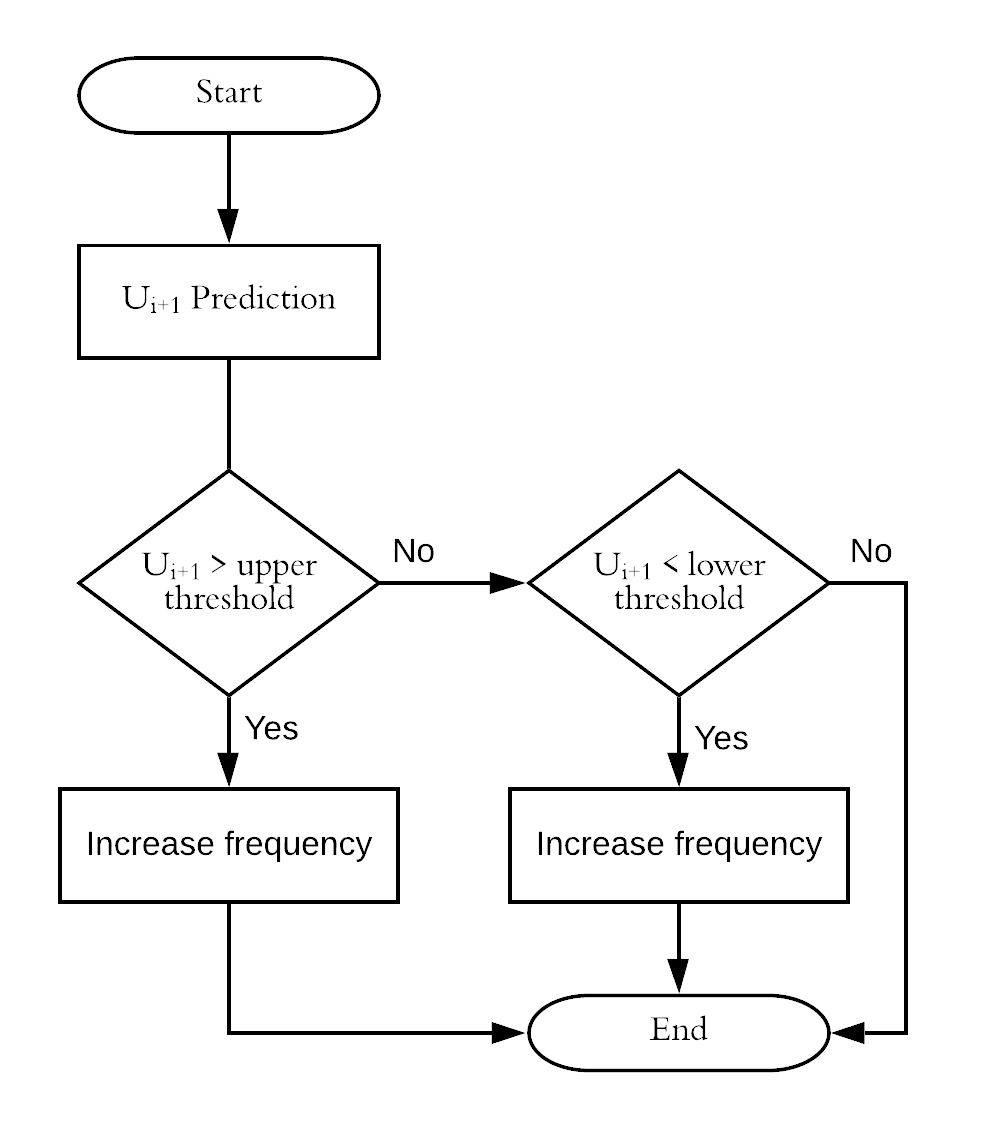 Start
U_{i+1} Prediction
U_{i+1} > upper
threshold
No
U_{i+1} < lower
threshold
No
Yes
Yes
Increase frequency
Increase frequency
End